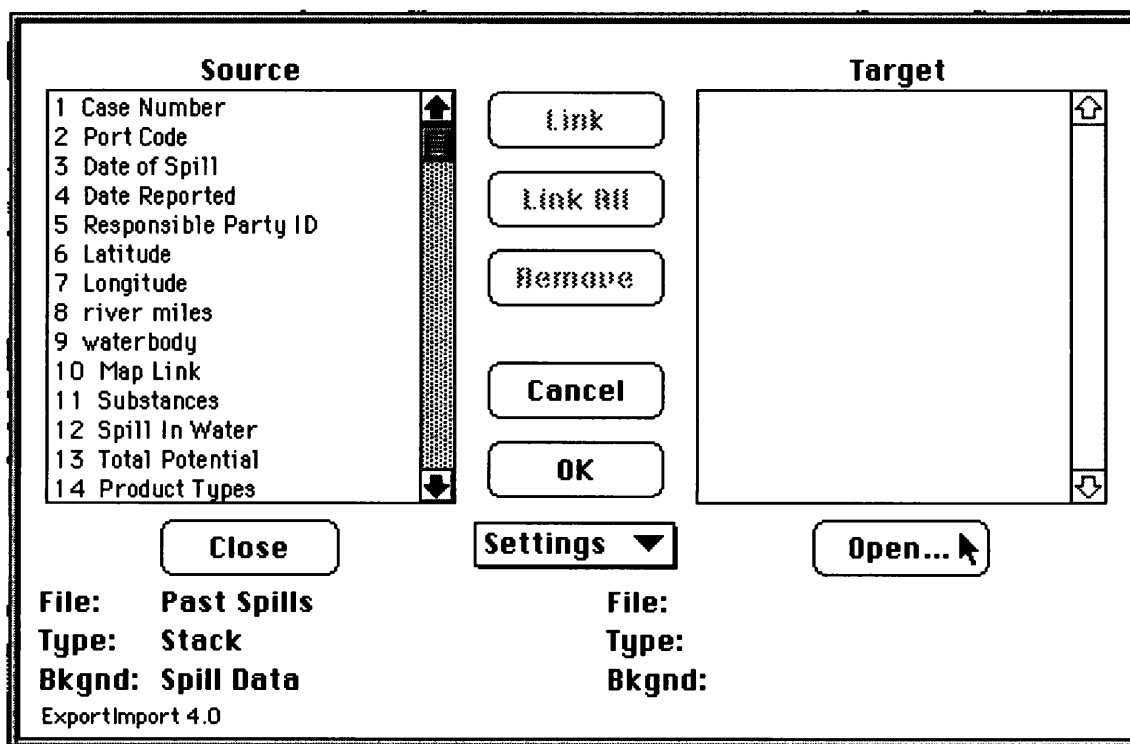 Source
Target
1 Case Number
2 Port Code
3 Date of Spill
4 Date Reported
5 Responsible Party ID
6 Latitude
7 Longitude
8 river miles
9 waterbody
10 Map Link
11 Substances
12 Spill In Water
13 Total Potential
14 Product Types
Link
Link All
Remove
Cancel
OK
Close
Settings
Open...
File: Past Spills
Type: Stack
Bkgnd: Spill Data
File:
Type:
Bkgnd:
ExportImport 4.0